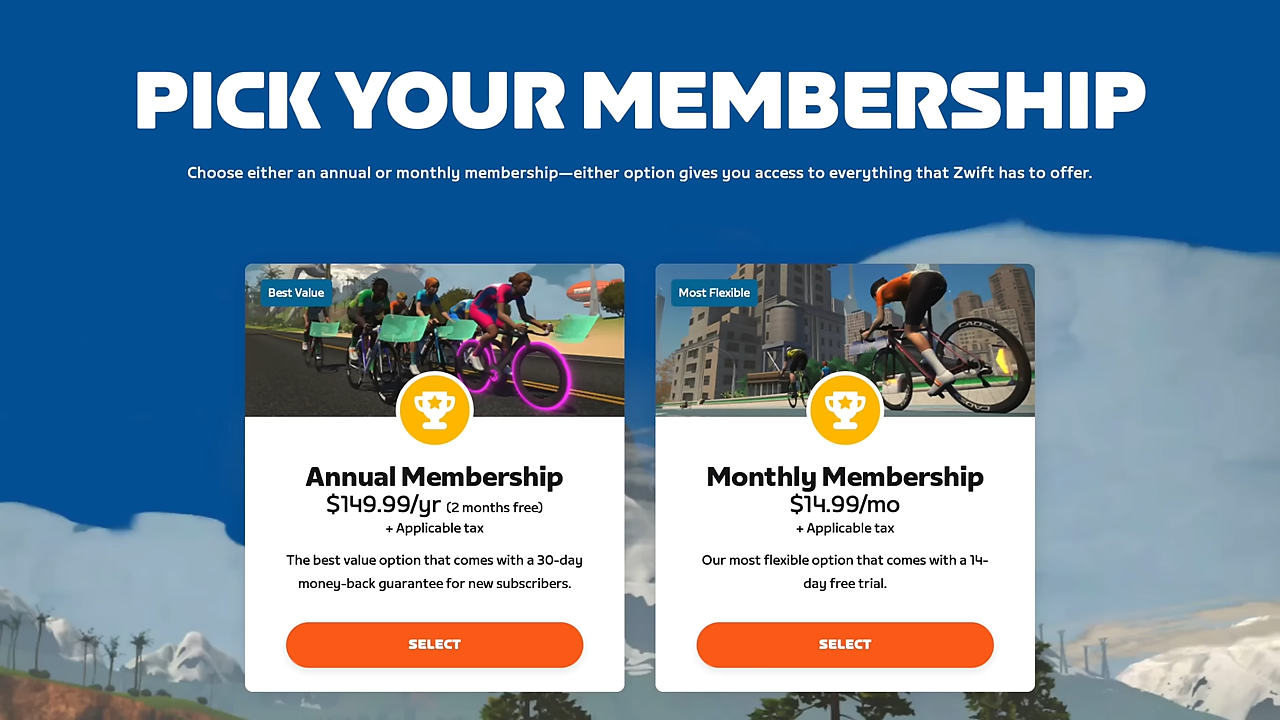 PICK YOUR MEMBERSHIP
Choose either an annual or monthly membership—either option gives you access to everything that Zwift has to offer.
Best Value
Annual Membership
$149.99/yr (2 months free)
+ Applicable tax
The best value option that comes with a 30-day
money-back guarantee for new subscribers.
SELECT
Most Flexible
CADEX
Monthly Membership
$14.99/mo
+ Applicable tax
Our most flexible option that comes with a 14-
day free trial.
SELECT